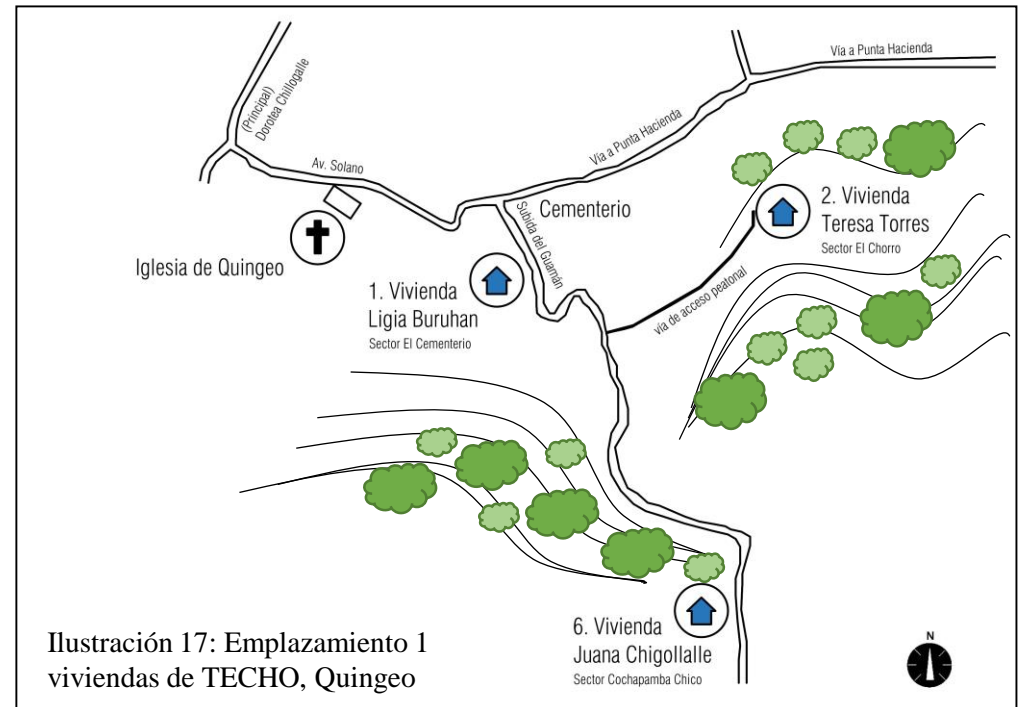 Vía a Punta Hacienda
(Principal)
Dorotea Chillogalle
Av. Solano
Vía a Punta Hacienda
Subida del Guamán
Cementerio
Iglesia de Quingeo
1. Vivienda
Ligia Buruhan
Sector El Cementerio
2. Vivienda
Teresa Torres
Sector El Chorro
vía de acceso peatonal
6. Vivienda
Juana Chigollalle
Sector Cochapamba Chico
Ilustración 17: Emplazamiento 1
viviendas de TECHO, Quingeo
N